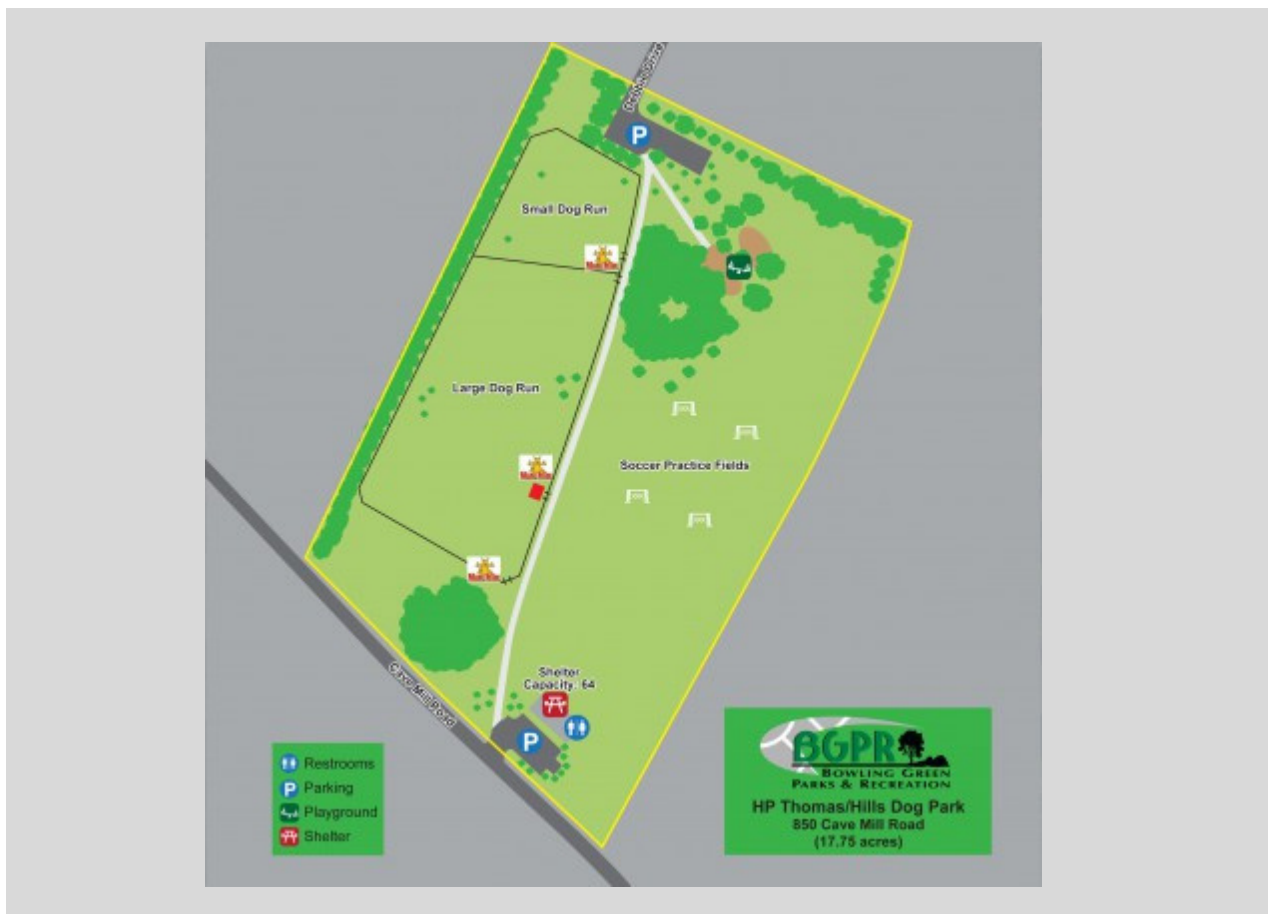 P
Small Dog Run
Large Dog Run
Soccer Practice Fields
Cave Mill Road
Shelter
Capacity: 64
P
Restrooms
P Parking
Playground
Shelter
BGPR
BOWLING GREEN
PARKS & RECREATION
HP Thomas/Hills Dog Park
850 Cave Mill Road
(17.75 acres)